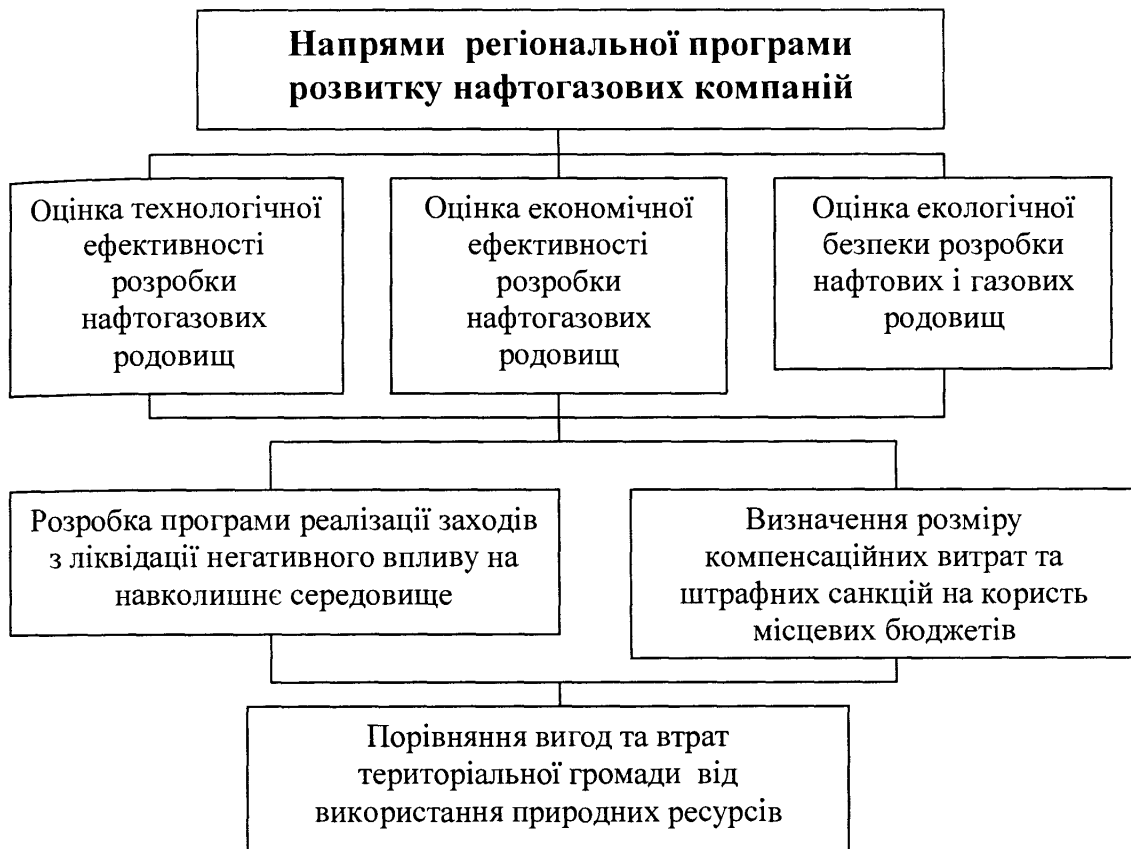 Напрями регіональної програми
розвитку нафтогазових компаній
Оцінка технологічної
ефективності
розробки
нафтогазових
родовищ
Оцінка економічної
ефективності
розробки
нафтогазових
родовищ
Оцінка екологічної
безпеки розробки
нафтових і газових
родовищ
Розробка програми реалізації заходів
з ліквідації негативного впливу на
навколишнє середовище
Визначення розміру
компенсаційних витрат та
штрафних санкцій на користь
місцевих бюджетів
Порівняння вигод та втрат
територіальної громади від
використання природних ресурсів